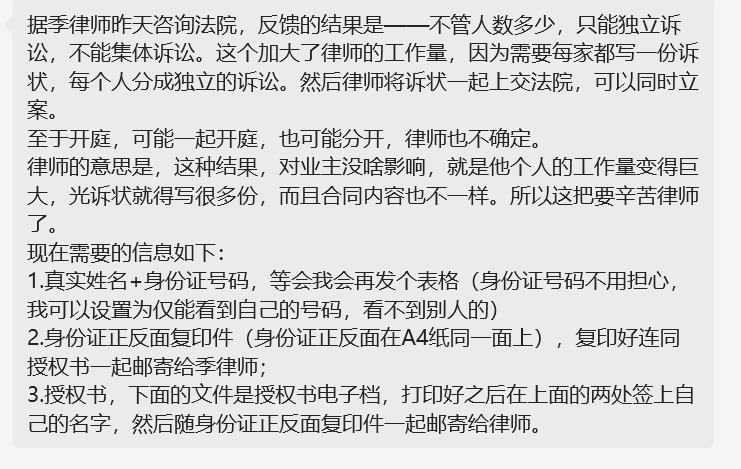 据季律师昨天咨询法院，反馈的结果是——不管人数多少，只能独立诉
讼，不能集体诉讼。这个加大了律师的工作量，因为需要每家都写一份诉
状，每个人分成独立的诉讼。然后律师将诉状一起上交法院，可以同时立
案。
至于开庭，可能一起开庭，也可能分开，律师也不确定。
律师的意思是，这种结果，对业主没啥影响，就是他个人的工作量变得巨
大，光诉状就得写很多份，而且合同内容也不一样。所以这把要辛苦律师
了。
现在需要的信息如下：
1.真实姓名+身份证号码，等会我会再发个表格（身份证号码不用担心，
我可以设置为仅能看到自己的号码，看不到别人的）
2.身份证正反面复印件（身份证正反面在A4纸同一面上），复印好连同
授权书一起邮寄给季律师；
3.授权书，下面的文件是授权书电子档，打印好之后在上面的两处签上自
己的名字，然后随身份证正反面复印件一起邮寄给律师。